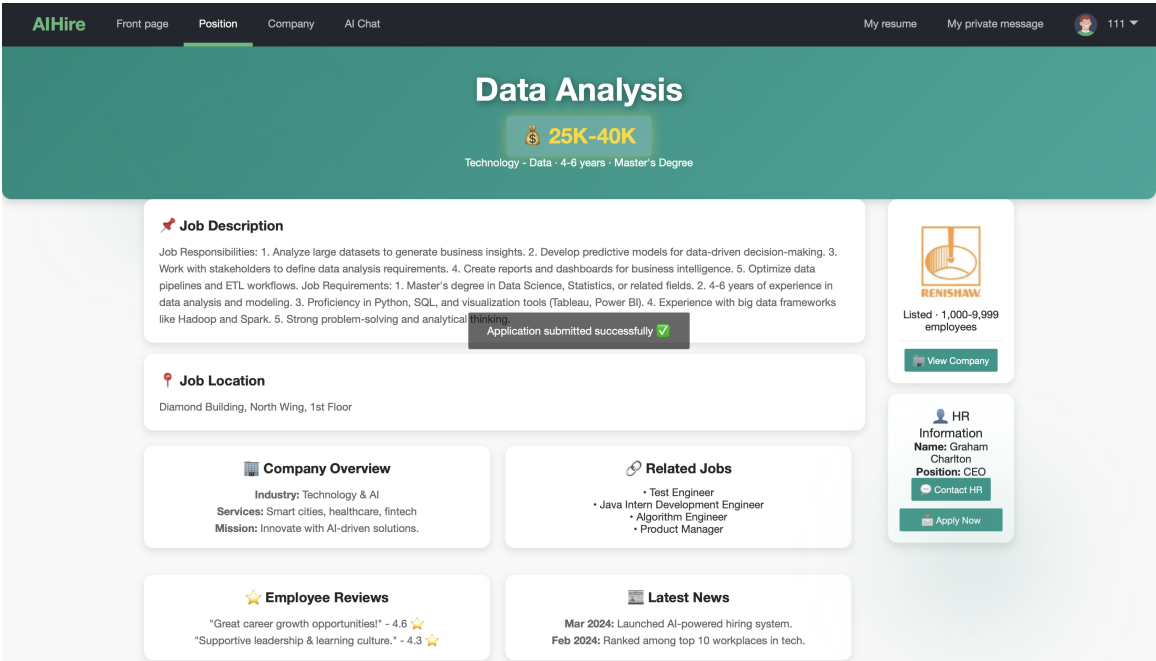 AIHire
Front page
Position
Company
AI Chat
My resume
My private message
111
Data Analysis
25K-40K
Technology - Data · 4-6 years · Master's Degree
Job Description
Job Responsibilities: 1. Analyze large datasets to generate business insights. 2. Develop predictive models for data-driven decision-making. 3.
Work with stakeholders to define data analysis requirements. 4. Create reports and dashboards for business intelligence. 5. Optimize data
pipelines and ETL workflows. Job Requirements: 1. Master's degree in Data Science, Statistics, or related fields. 2. 4-6 years of experience in
data analysis and modeling. 3. Proficiency in Python, SQL, and visualization tools (Tableau, Power BI). 4. Experience with big data frameworks
like Hadoop and Spark. 5. Strong problem-solving and analytical thinking.
Application submitted successfully ✅
Job Location
Diamond Building, North Wing, 1st Floor
Company Overview
Industry: Technology & AI
Services: Smart cities, healthcare, fintech
Mission: Innovate with AI-driven solutions.
Related Jobs
• Test Engineer
• Java Intern Development Engineer
• Algorithm Engineer
• Product Manager
Employee Reviews
"Great career growth opportunities!" - 4.6 ⭐
"Supportive leadership & learning culture." - 4.3 ⭐
Latest News
Mar 2024: Launched AI-powered hiring system.
Feb 2024: Ranked among top 10 workplaces in tech.
RENISHAW
Listed · 1,000-9,999
employees
View Company
HR
Information
Name: Graham
Charlton
Position: CEO
Contact HR
Apply Now